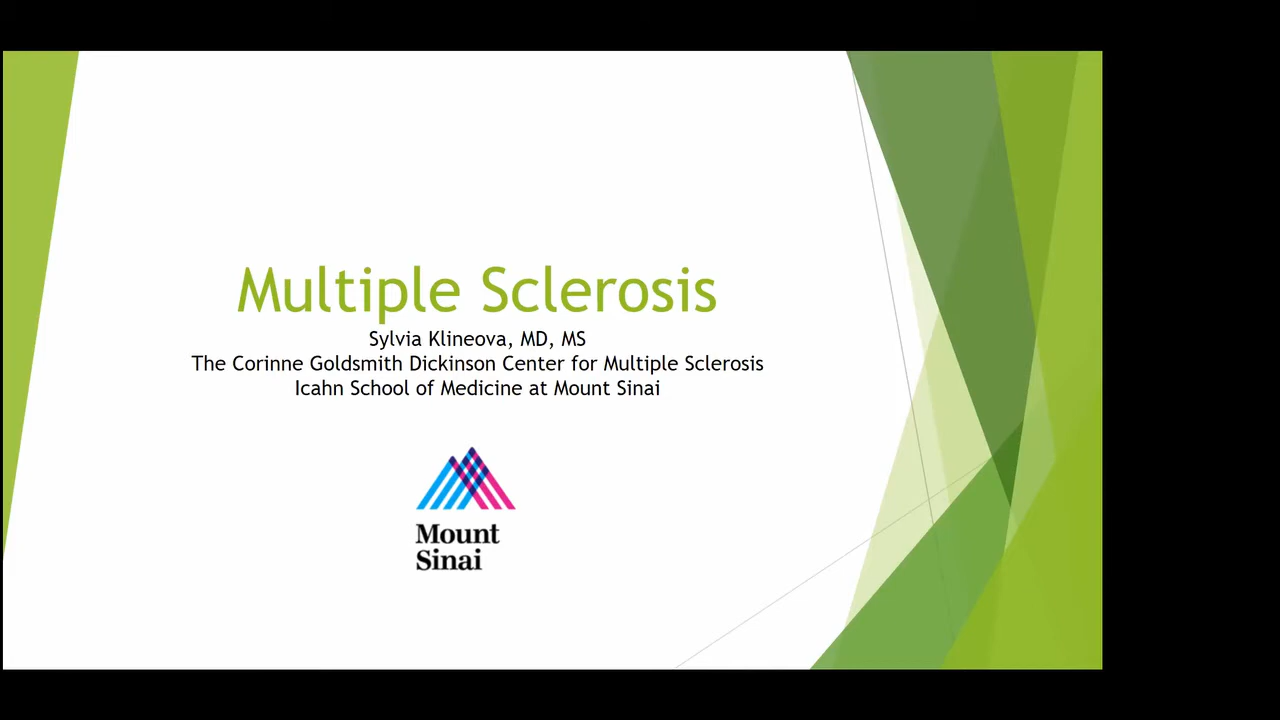 Multiple Sclerosis
Sylvia Klineova, MD, MS
The Corinne Goldsmith Dickinson Center for Multiple Sclerosis
Icahn School of Medicine at Mount Sinai
Mount
Sinai